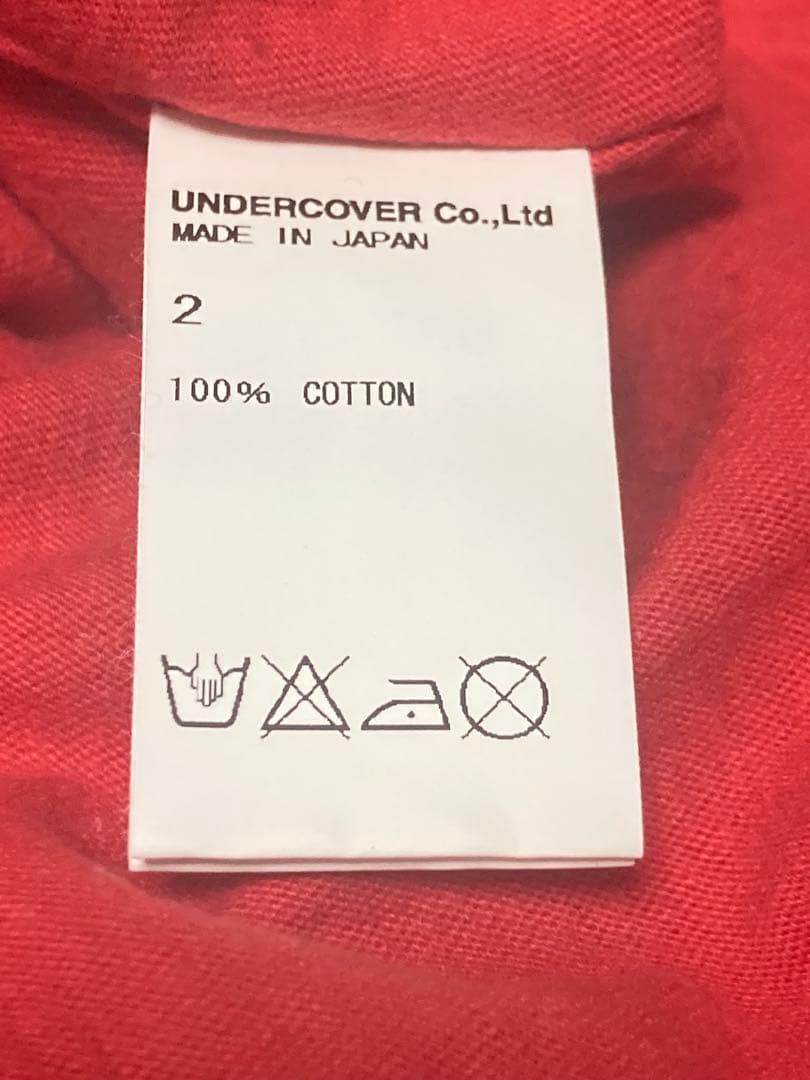 UNDERCOVER Co.,Ltd
MADE IN JAPAN
2
100% COTTON